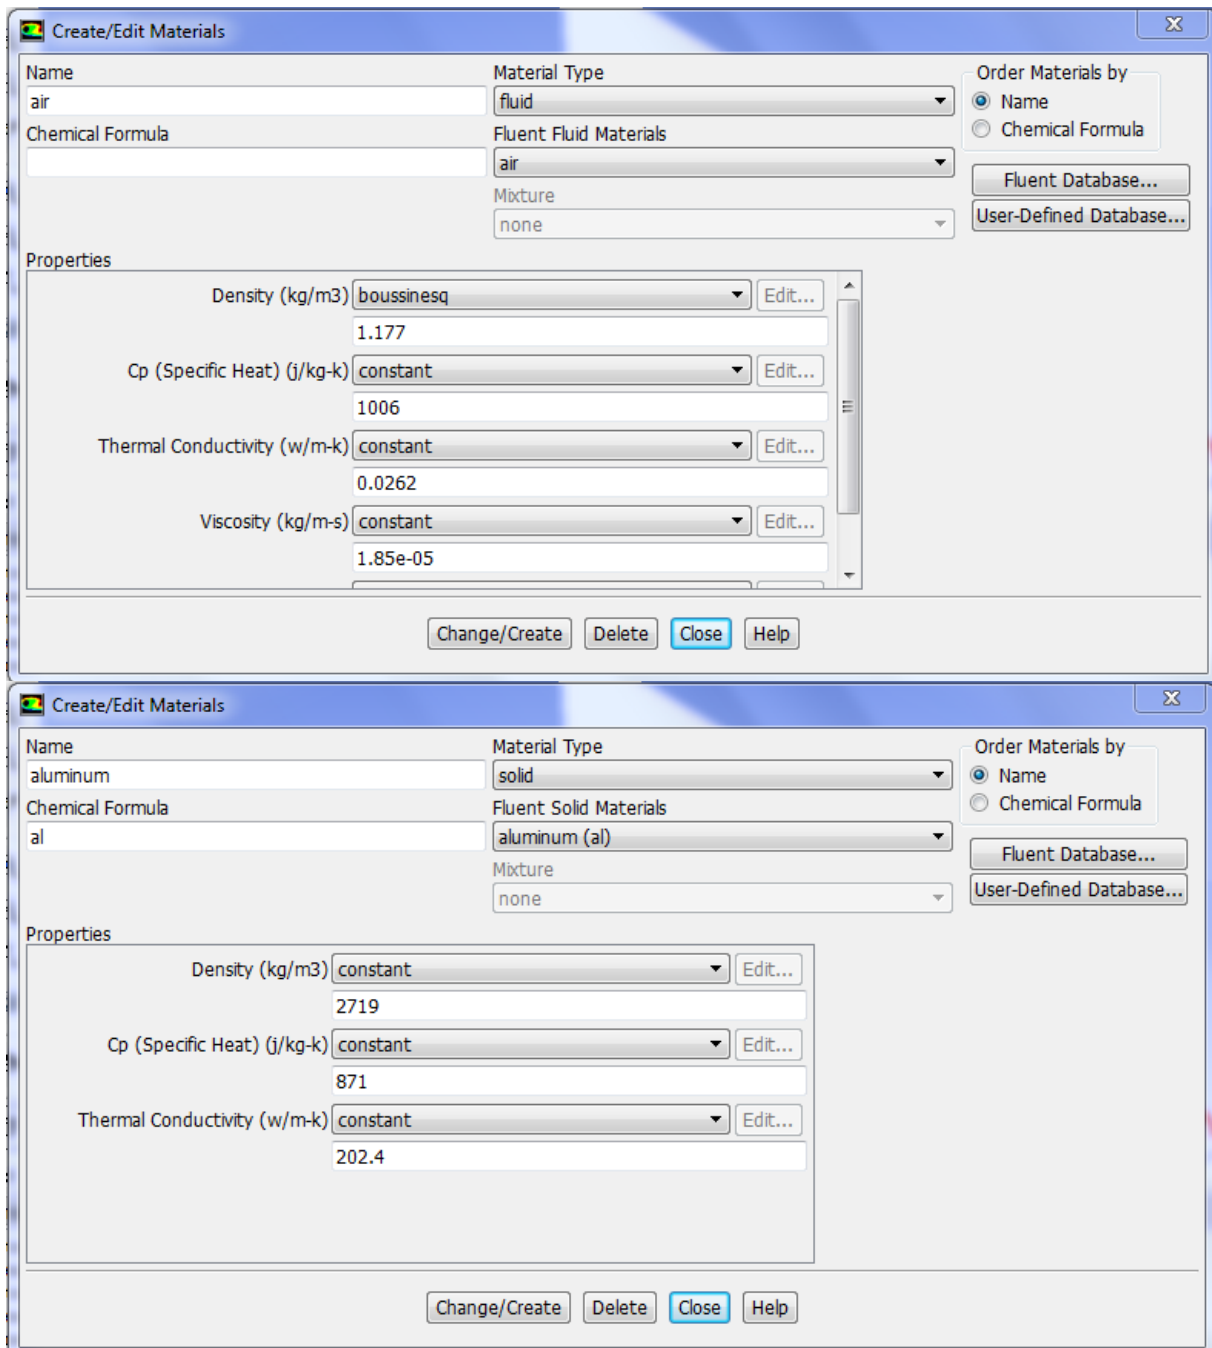 Create/Edit Materials
Name
Material Type
Order Materials by
air
fluid
Name
Chemical Formula
Fluent Fluid Materials
Chemical Formula
air
Mixture
Fluent Database...
none
User-Defined Database...
Properties
Density (kg/m3) boussinesq Edit...
1.177
Cp (Specific Heat) (j/kg-k) constant Edit...
1006
Thermal Conductivity (w/m-k) constant Edit...
0.0262
Viscosity (kg/m-s) constant Edit...
1.85e-05
Change/Create Delete Close Help
Create/Edit Materials
Name
Material Type
Order Materials by
aluminum
solid
Name
Chemical Formula
Fluent Solid Materials
Chemical Formula
al
aluminum (al)
Mixture
Fluent Database...
none
User-Defined Database...
Properties
Density (kg/m3) constant Edit...
2719
Cp (Specific Heat) (j/kg-k) constant Edit...
871
Thermal Conductivity (w/m-k) constant Edit...
202.4
Change/Create Delete Close Help